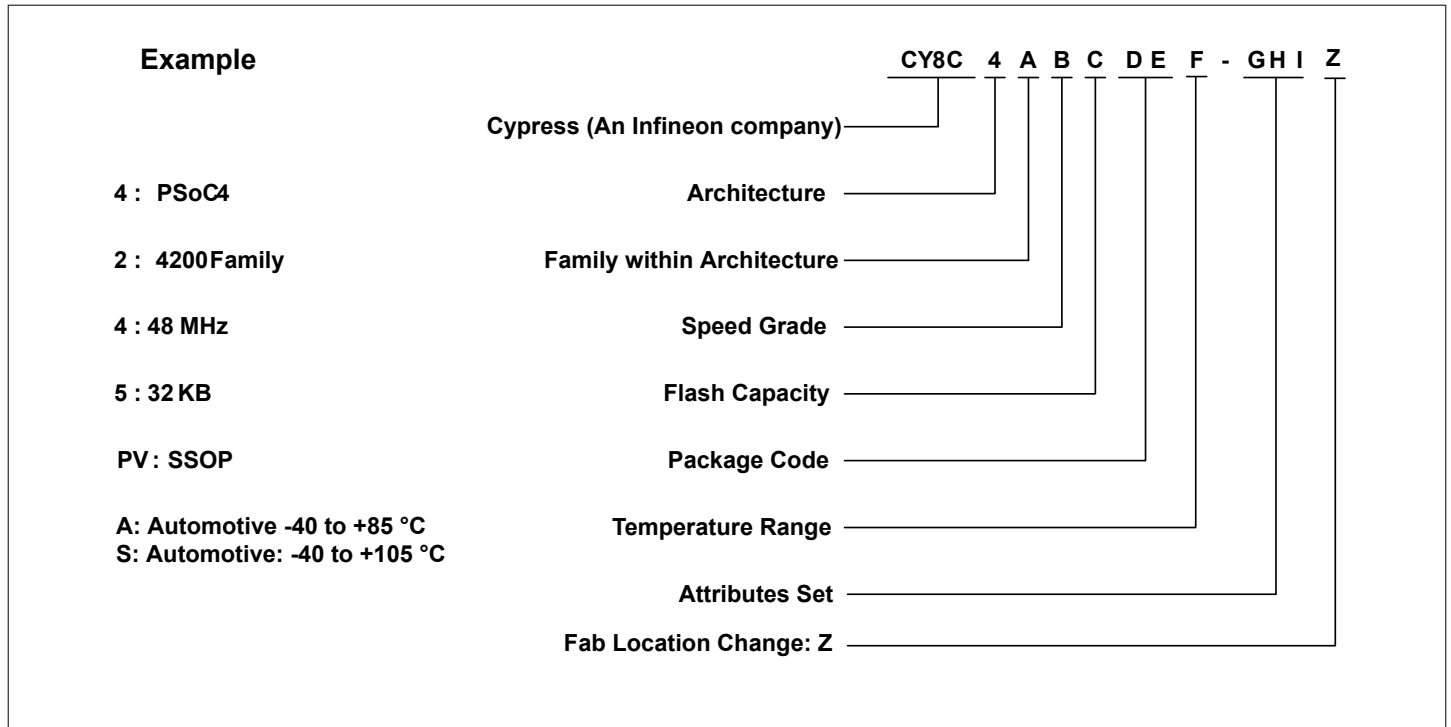 Example CY8C 4 A B C D E F - G H I Z
Cypress (An Infineon company)
4 : PSoC4 Architecture
2 : 4200 Family Family within Architecture
4 : 48 MHz Speed Grade
5 : 32 KB Flash Capacity
PV : SSOP Package Code
A: Automotive -40 to +85 °C Temperature Range
S: Automotive: -40 to +105 °C
Attributes Set
Fab Location Change: Z